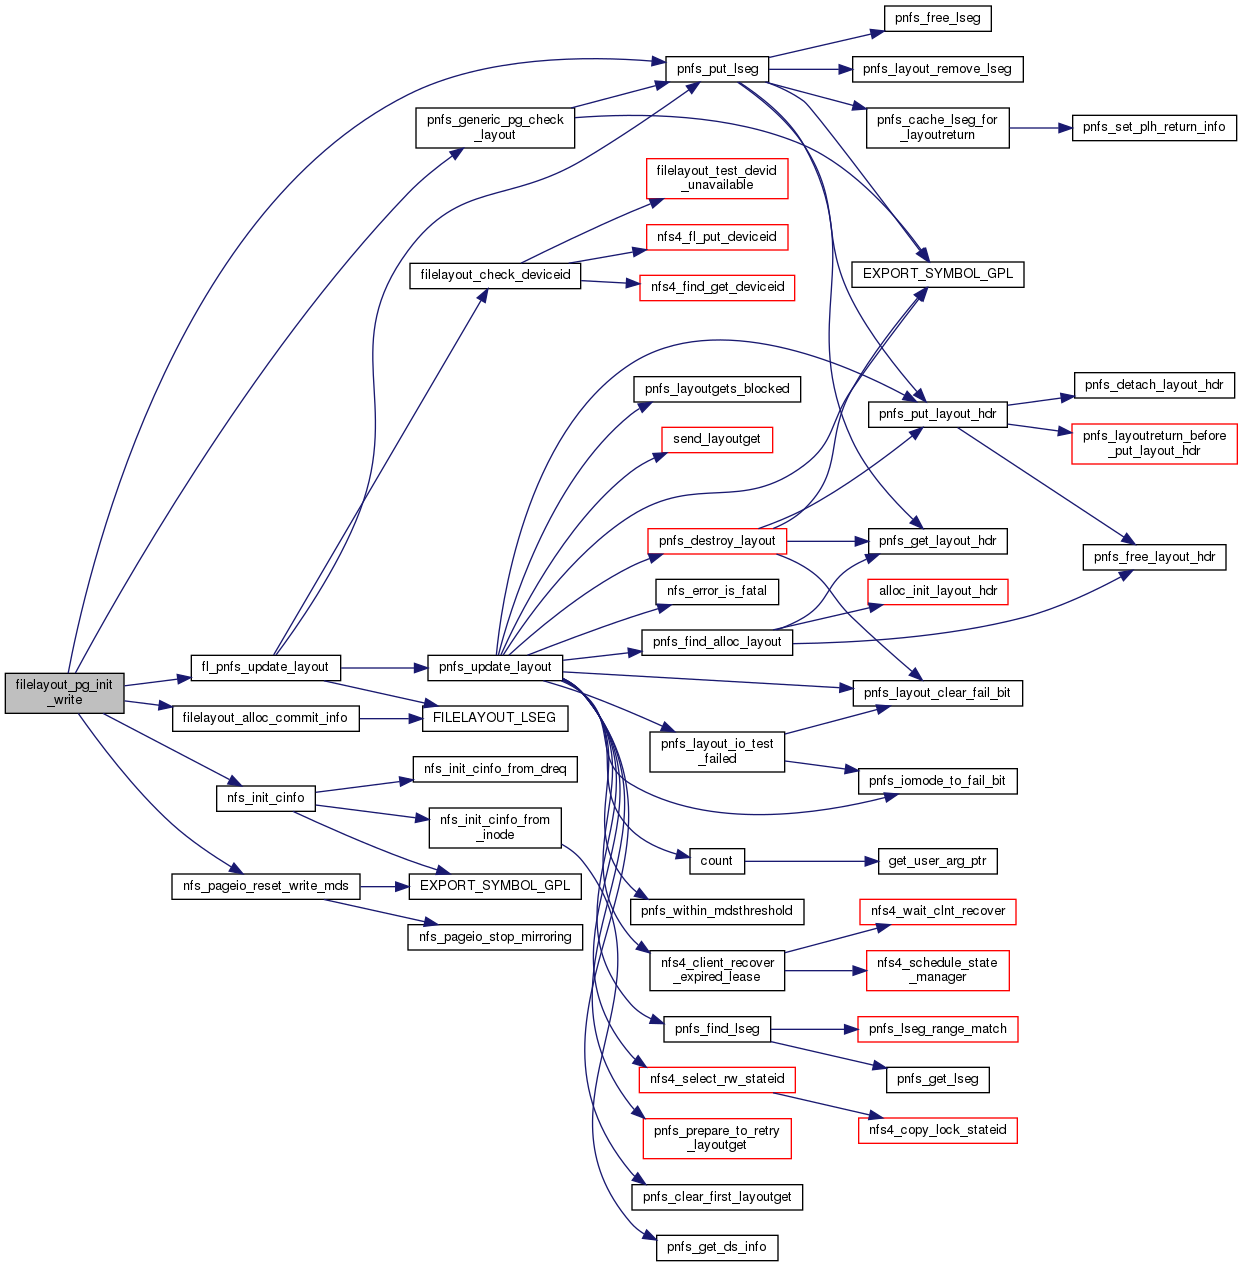 pnfs_free_lseg
pnfs_put_lseg
pnfs_layout_remove_lseg
pnfs_generic_pg_check
_layout
pnfs_cache_lseg_for
_layoutreturn
pnfs_set_plh_return_info
filelayout_test_devid
_unavailable
nfs4_fl_put_deviceid
filelayout_check_deviceid
nfs4_find_get_deviceid
EXPORT_SYMBOL_GPL
pnfs_layoutgets_blocked
pnfs_detach_layout_hdr
pnfs_put_layout_hdr
send_layoutget
pnfs_layoutreturn_before
_put_layout_hdr
pnfs_destroy_layout
pnfs_get_layout_hdr
pnfs_free_layout_hdr
nfs_error_is_fatal
alloc_init_layout_hdr
pnfs_find_alloc_layout
filelayout_pg_init
_write
fl_pnfs_update_layout
pnfs_update_layout
pnfs_layout_clear_fail_bit
filelayout_alloc_commit_info
FILELAYOUT_LSEG
pnfs_layout_io_test
_failed
nfs_init_cinfo_from_dreq
pnfs_iomode_to_fail_bit
nfs_init_cinfo
nfs_init_cinfo_from
_inode
count
get_user_arg_ptr
nfs_pageio_reset_write_mds
EXPORT_SYMBOL_GPL
pnfs_within_mdsthreshold
nfs4_wait_clnt_recover
nfs_pageio_stop_mirroring
nfs4_client_recover
_expired_lease
nfs4_schedule_state
_manager
pnfs_find_lseg
pnfs_lseg_range_match
nfs4_select_rw_stateid
pnfs_get_lseg
pnfs_prepare_to_retry
_layoutget
nfs4_copy_lock_stateid
pnfs_clear_first_layoutget
pnfs_get_ds_info